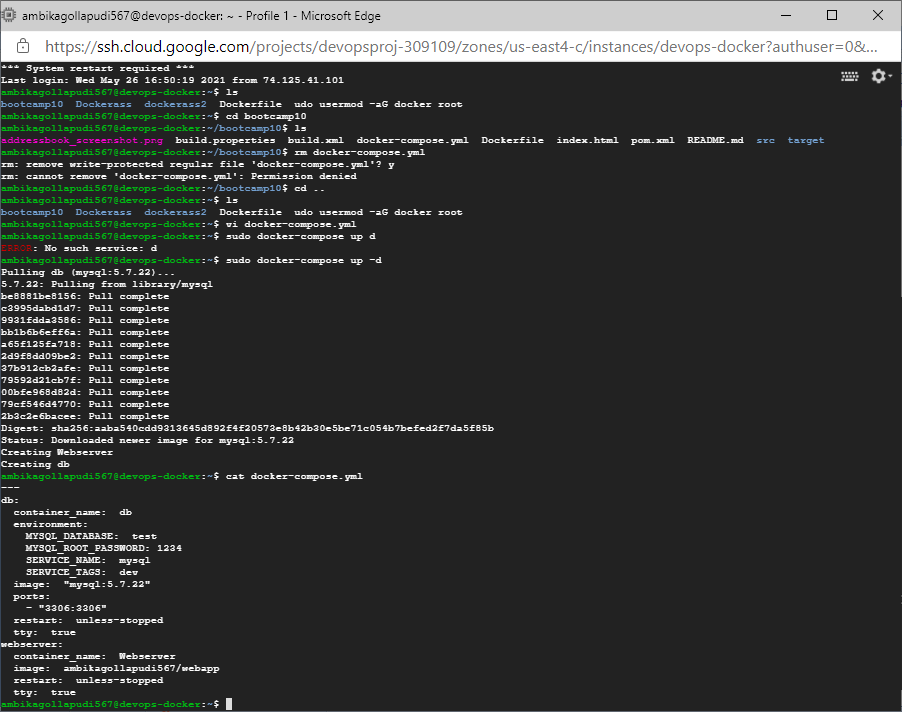 ambikagollapudi567@devops-docker: ~ - Profile 1 - Microsoft Edge
https://ssh.cloud.google.com/projects/devopsproj-309109/zones/us-east4-c/instances/devops-docker?authuser=0&...
*** System restart required ***
Last login: Wed May 26 16:50:19 2021 from 74.125.41.101
ambikagollapudi567@devops-docker:~$ ls
bootcamp10  Dockerass  dockerass2  Dockerfile  udo usermod -aG docker root
ambikagollapudi567@devops-docker:~$ cd bootcamp10
ambikagollapudi567@devops-docker:~/bootcamp10$ ls
addressbook_screenshot.png  build.properties  build.xml  docker-compose.yml  Dockerfile  index.html  pom.xml  README.md  src  target
ambikagollapudi567@devops-docker:~/bootcamp10$ rm docker-compose.yml
rm: remove write-protected regular file 'docker-compose.yml'? y
rm: cannot remove 'docker-compose.yml': Permission denied
ambikagollapudi567@devops-docker:~/bootcamp10$ cd ..
ambikagollapudi567@devops-docker:~$ ls
bootcamp10  Dockerass  dockerass2  Dockerfile  udo usermod -aG docker root
ambikagollapudi567@devops-docker:~$ vi docker-compose.yml
ambikagollapudi567@devops-docker:~$ sudo docker-compose up d
ERROR: No such service: d
ambikagollapudi567@devops-docker:~$ sudo docker-compose up -d
Pulling db (mysql:5.7.22)...
5.7.22: Pulling from library/mysql
be8881be8156: Pull complete
c3995dabd1d7: Pull complete
9931fdda3586: Pull complete
bb1b6b6eff6a: Pull complete
a65f125fa718: Pull complete
2d9f8dd09be2: Pull complete
37b912cb2afe: Pull complete
79592d21cb7f: Pull complete
00bfe968d82d: Pull complete
79cf546d4770: Pull complete
2b3c2e6bacee: Pull complete
Digest: sha256:aaba540cdd9313645d892f4f20573e8b42b30e5be71c054b7befed2f7da5f85b
Status: Downloaded newer image for mysql:5.7.22
Creating Webserver
Creating db
ambikagollapudi567@devops-docker:~$ cat docker-compose.yml
---
db:
  container_name:  db
  environment:
    MYSQL_DATABASE:  test
    MYSQL_ROOT_PASSWORD: 1234
    SERVICE_NAME:  mysql
    SERVICE_TAGS:  dev
  image:  "mysql:5.7.22"
  ports:
    - "3306:3306"
  restart:  unless-stopped
  tty:  true
webserver:
  container_name:  Webserver
  image:  ambikagollapudi567/webapp
  restart:  unless-stopped
  tty:  true
ambikagollapudi567@devops-docker:~$